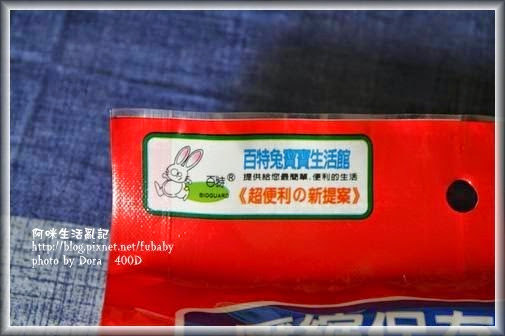 百特兔寶寶生活館
提供給您最簡單.便利的生活
百特®
BIOGUARD
《超便利の新提案》
阿咪生活亂記
http://blog.pixnet.net/fubaby
photo by Dora 400D